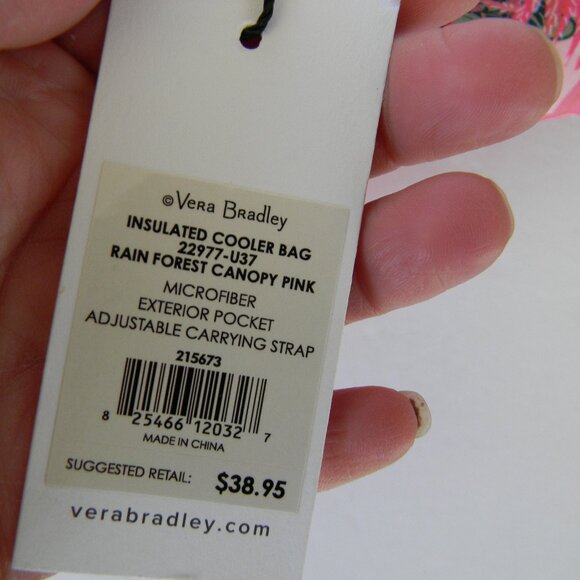 ©Vera Bradley
INSULATED COOLER BAG
22977-U37
RAIN FOREST CANOPY PINK
MICROFIBER
EXTERIOR POCKET
ADJUSTABLE CARRYING STRAP
215673
8 25466 12032 7
MADE IN CHINA
SUGGESTED RETAIL: $38.95
verabradley.com